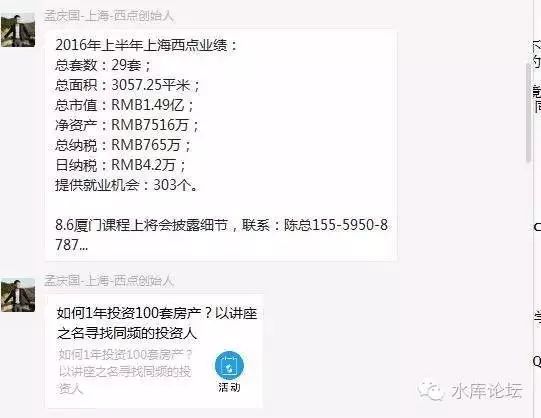 孟庆国-上海-西点创始人
2016年上半年上海西点业绩：
总套数：29套；
总面积：3057.25平米；
总市值：RMB1.49亿；
净资产：RMB7516万；
总纳税：RMB765万；
日纳税：RMB4.2万；
提供就业机会：303个。
8.6厦门课程上将会披露细节，联系：陈总155-5950-8
787...
孟庆国-上海-西点创始人
如何1年投资100套房产？以讲座
之名寻找同频的投资人
如何1年投资100套房产？
以讲座之名寻找同频的投
资人
活动
水库论坛